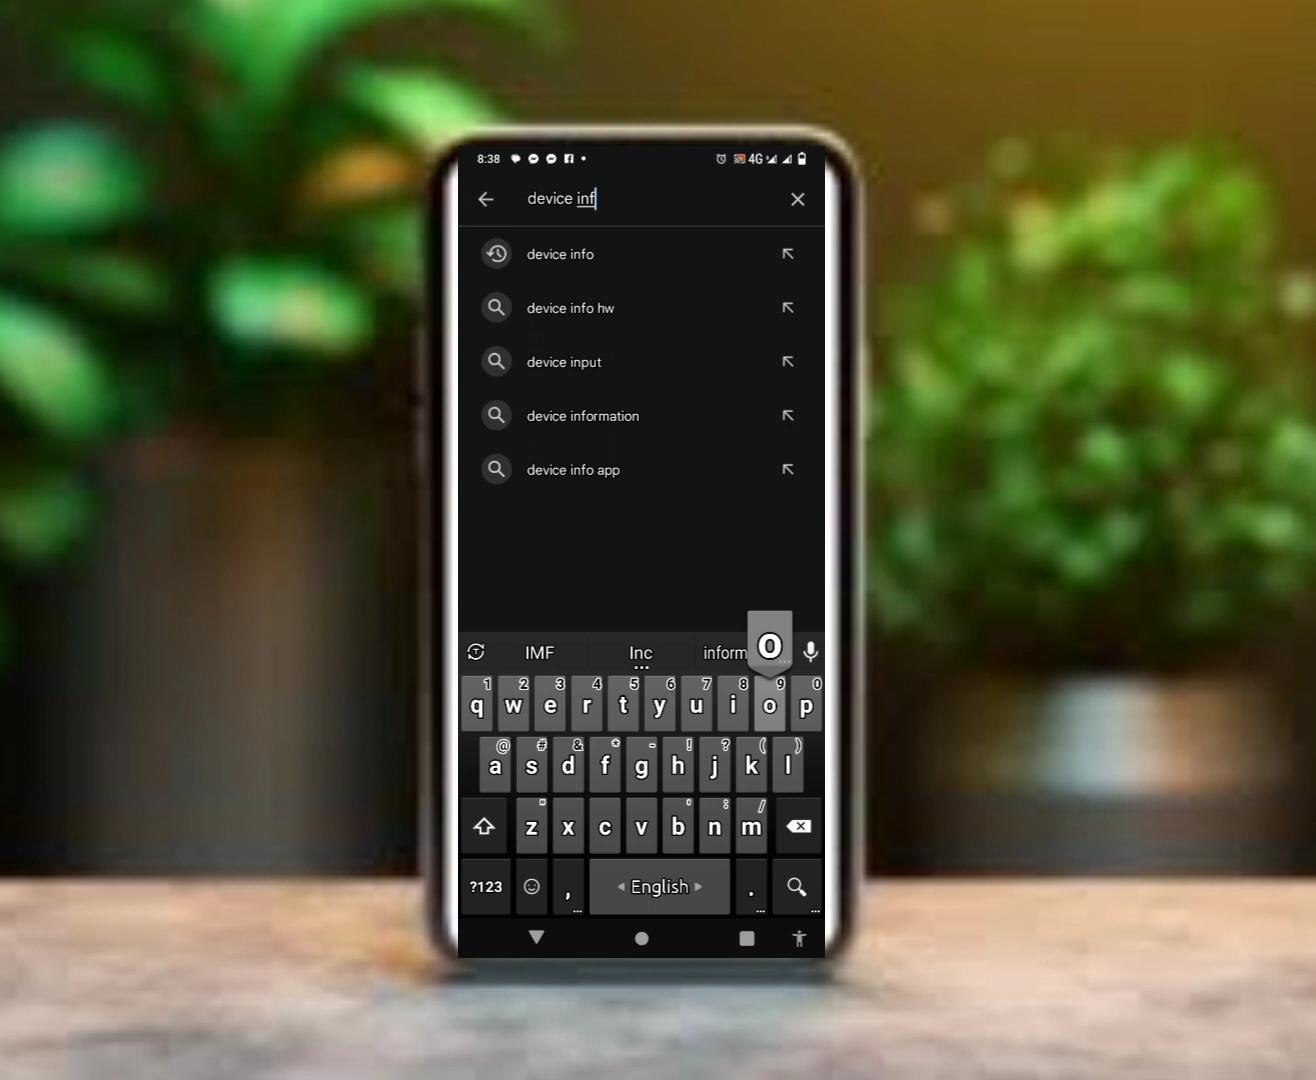 8:38 4G
device inf
device info
device info hw
device input
device information
device info app
IMF Inc inform o
1 2 3 4 5 6 7 8 9 0
q w e r t y u i o p
@ # & * - ! ? ( )
a s d f g h j k l
" ' : /
z x c v b n m
?123 , English .